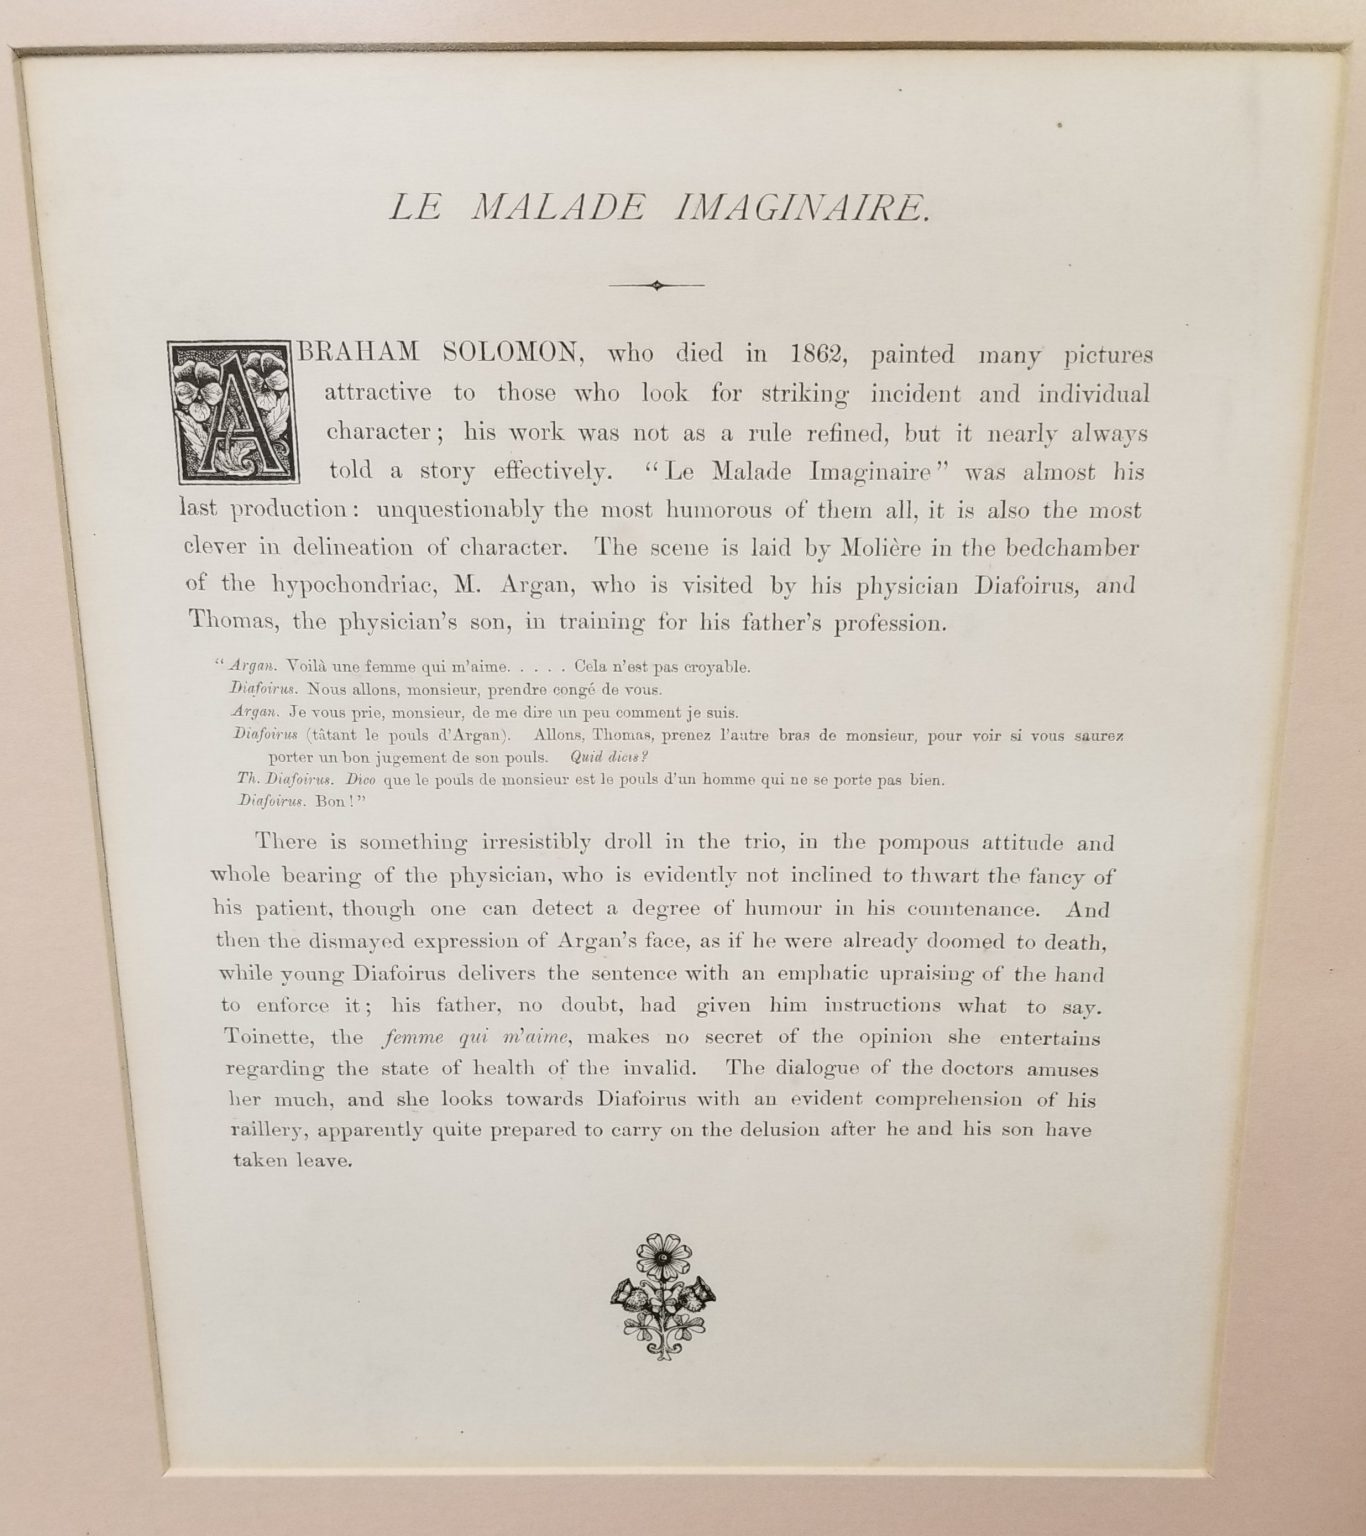 LE MALADE IMAGINAIRE.
ABRAHAM SOLOMON, who died in 1862, painted many pictures
attractive to those who look for striking incident and individual
character; his work was not as a rule refined, but it nearly always
told a story effectively. “Le Malade Imaginaire” was almost his
last production: unquestionably the most humorous of them all, it is also the most
clever in delineation of character. The scene is laid by Molière in the bedchamber
of the hypochondriac, M. Argan, who is visited by his physician Diafoirus, and
Thomas, the physician’s son, in training for his father’s profession.
“Argan. Voilà une femme qui m’aime. . . . . Cela n’est pas croyable.
Diafoirus. Nous allons, monsieur, prendre congé de vous.
Argan. Je vous prie, monsieur, de me dire un peu comment je suis.
Diafoirus (tâtant le pouls d’Argan). Allons, Thomas, prenez l’autre bras de monsieur, pour voir si vous saurez
porter un bon jugement de son pouls. Quid dicis?
Th. Diafoirus. Dico que le pouls de monsieur est le pouls d’un homme qui ne se porte pas bien.
Diafoirus. Bon!”
There is something irresistibly droll in the trio, in the pompous attitude and
whole bearing of the physician, who is evidently not inclined to thwart the fancy of
his patient, though one can detect a degree of humour in his countenance. And
then the dismayed expression of Argan’s face, as if he were already doomed to death,
while young Diafoirus delivers the sentence with an emphatic upraising of the hand
to enforce it; his father, no doubt, had given him instructions what to say.
Toinette, the femme qui m’aime, makes no secret of the opinion she entertains
regarding the state of health of the invalid. The dialogue of the doctors amuses
her much, and she looks towards Diafoirus with an evident comprehension of his
raillery, apparently quite prepared to carry on the delusion after he and his son have
taken leave.